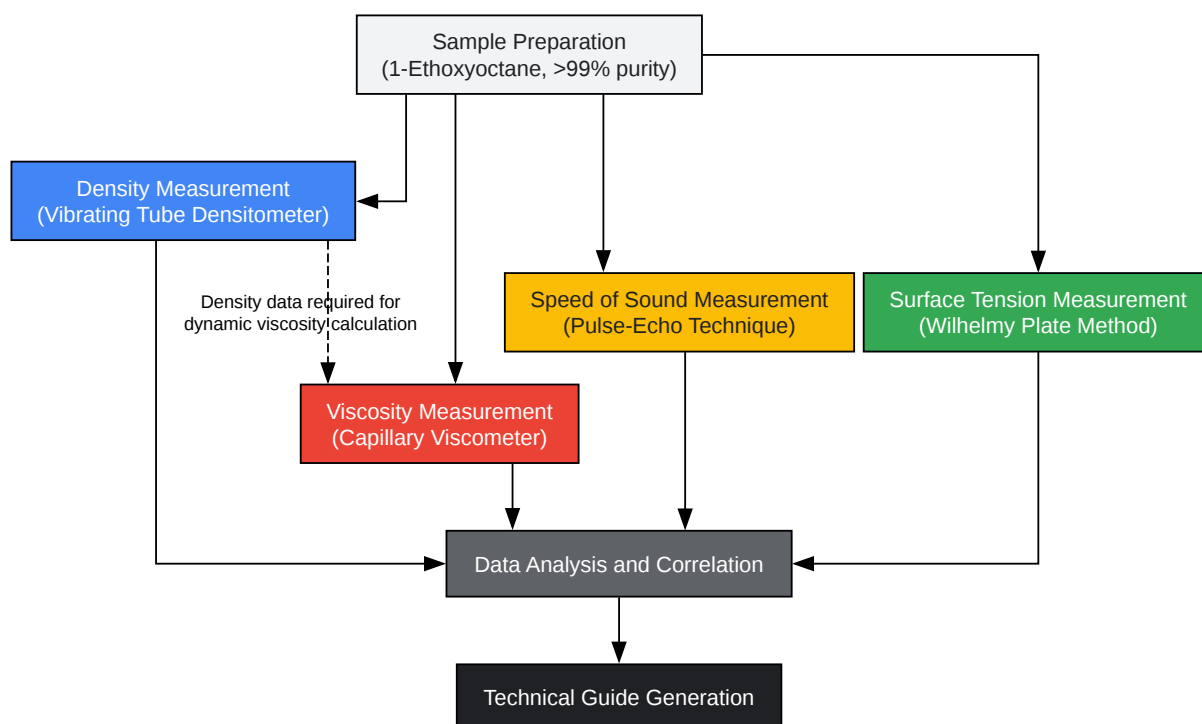 Sample Preparation
(1-Ethoxyoctane, >99% purity)
Density Measurement
(Vibrating Tube Densitometer)
Density data required for
dynamic viscosity calculation
Speed of Sound Measurement
(Pulse-Echo Technique)
Surface Tension Measurement
(Wilhelmy Plate Method)
Viscosity Measurement
(Capillary Viscometer)
Data Analysis and Correlation
Technical Guide Generation